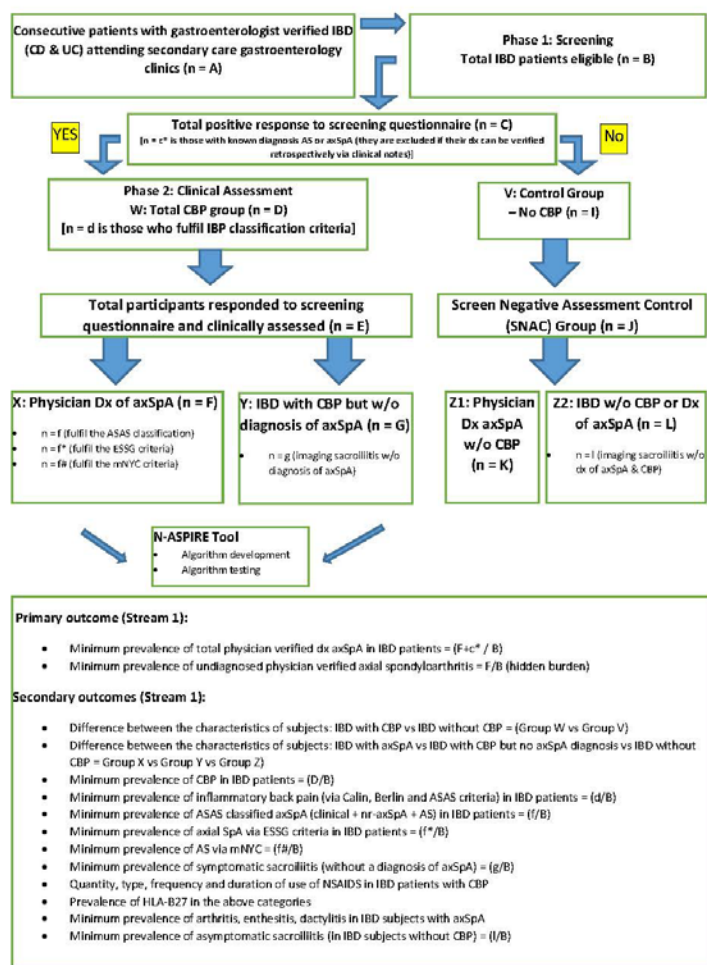 Consecutive patients with gastroenterologist verified IBD
(CD & UC) attending secondary care gastroenterology
clinics (n = A)
Phase 1: Screening
Total IBD patients eligible (n = B)
YES
Total positive response to screening questionnaire (n = C)
[n = c* is those with known diagnosis AS or axSpA (they are excluded if their dx can be verified
retrospectively via clinical notes)]
No
Phase 2: Clinical Assessment
W: Total CBP group (n = D)
[n = d is those who fulfil IBP classification criteria]
V: Control Group
– No CBP (n = I)
Total participants responded to screening
questionnaire and clinically assessed (n = E)
Screen Negative Assessment Control
(SNAC) Group (n = J)
X: Physician Dx of axSpA (n = F)
• n = f (fulfil the ASAS classification)
• n = f* (fulfil the ESSG criteria)
• n = f# (fulfil the mNYC criteria)
Y: IBD with CBP but w/o
diagnosis of axSpA (n = G)
• n = g (imaging sacroiliitis w/o
diagnosis of axSpA)
Z1: Physician
Dx axSpA
w/o CBP
(n = K)
Z2: IBD w/o CBP or Dx
of axSpA (n = L)
• n = l (imaging sacroiliitis w/o
dx of axSpA & CBP)
N-ASPIRE Tool
• Algorithm development
• Algorithm testing
Primary outcome (Stream 1):
• Minimum prevalence of total physician verified dx axSpA in IBD patients = (F+c* / B)
• Minimum prevalence of undiagnosed physician verified axial spondyloarthritis = F/B (hidden burden)
Secondary outcomes (Stream 1):
• Difference between the characteristics of subjects: IBD with CBP vs IBD without CBP = (Group W vs Group V)
• Difference between the characteristics of subjects: IBD with axSpA vs IBD with CBP but no axSpA diagnosis vs IBD without
CBP = Group X vs Group Y vs Group Z)
• Minimum prevalence of CBP in IBD patients = (D/B)
• Minimum prevalence of inflammatory back pain (via Calin, Berlin and ASAS criteria) in IBD patients = (d/B)
• Minimum prevalence of ASAS classified axSpA (clinical + nr-axSpA + AS) in IBD patients = (f/B)
• Minimum prevalence of axial SpA via ESSG criteria in IBD patients = (f*/B)
• Minimum prevalence of AS via mNYC = (f#/B)
• Minimum prevalence of symptomatic sacroiliitis (without a diagnosis of axSpA) = (g/B)
• Quantity, type, frequency and duration of use of NSAIDS in IBD patients with CBP
• Prevalence of HLA-B27 in the above categories
• Minimum prevalence of arthritis, enthesitis, dactylitis in IBD subjects with axSpA
• Minimum prevalence of asymptomatic sacroiliitis (in IBD subjects without CBP) = (l/B)